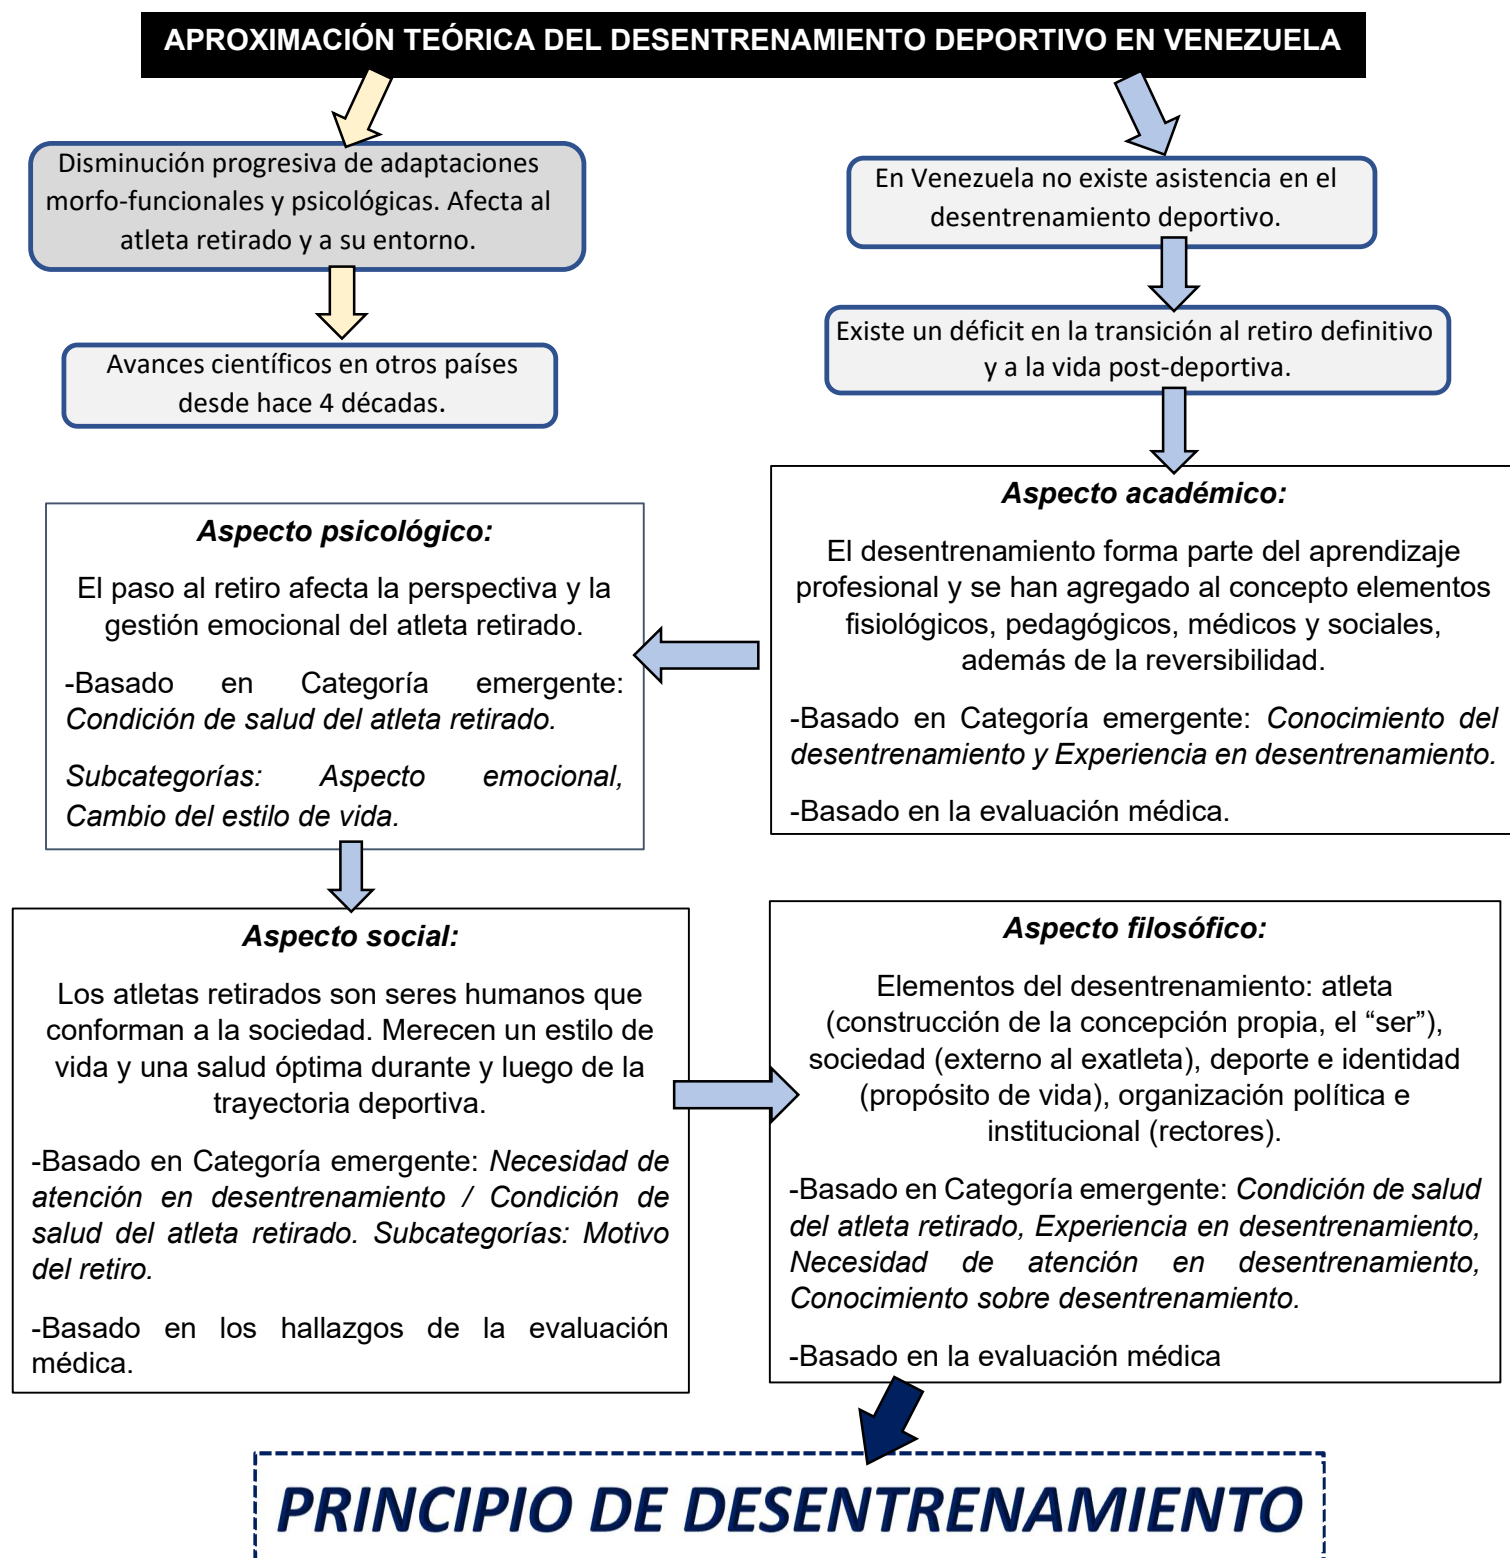 APROXIMACIÓN TEÓRICA DEL DESENTRENAMIENTO DEPORTIVO EN VENEZUELA
Disminución progresiva de adaptaciones
morfo-funcionales y psicológicas. Afecta al
atleta retirado y a su entorno.
En Venezuela no existe asistencia en el
desentrenamiento deportivo.
Avances científicos en otros países
desde hace 4 décadas.
Existe un déficit en la transición al retiro definitivo
y a la vida post-deportiva.
Aspecto académico:
El desentrenamiento forma parte del aprendizaje
profesional y se han agregado al concepto elementos
fisiológicos, pedagógicos, médicos y sociales,
además de la reversibilidad.
-Basado en Categoría emergente: Conocimiento del
desentrenamiento y Experiencia en desentrenamiento.
-Basado en la evaluación médica.
Aspecto psicológico:
El paso al retiro afecta la perspectiva y la
gestión emocional del atleta retirado.
-Basado en Categoría emergente:
Condición de salud del atleta retirado.
Subcategorías: Aspecto emocional,
Cambio del estilo de vida.
Aspecto social:
Los atletas retirados son seres humanos que
conforman a la sociedad. Merecen un estilo de
vida y una salud óptima durante y luego de la
trayectoria deportiva.
-Basado en Categoría emergente: Necesidad de
atención en desentrenamiento / Condición de
salud del atleta retirado. Subcategorías: Motivo
del retiro.
-Basado en los hallazgos de la evaluación
médica.
Aspecto filosófico:
Elementos del desentrenamiento: atleta
(construcción de la concepción propia, el “ser”),
sociedad (externo al exatleta), deporte e identidad
(propósito de vida), organización política e
institucional (rectores).
-Basado en Categoría emergente: Condición de salud
del atleta retirado, Experiencia en desentrenamiento,
Necesidad de atención en desentrenamiento,
Conocimiento sobre desentrenamiento.
-Basado en la evaluación médica
PRINCIPIO DE DESENTRENAMIENTO